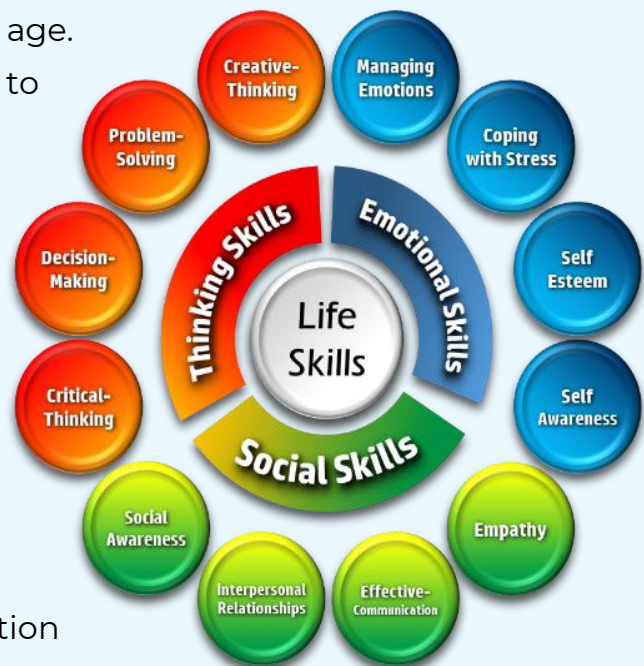 age.
to
Creative-
Thinking
Managing
Emotions
Problem-
Solving
Coping
with Stress
Decision-
Making
Self
Esteem
Critical-
Thinking
Self
Awareness
Thinking Skills
Emotional Skills
Life
Skills
Social Skills
Social
Awareness
Empathy
Interpersonal
Relationships
Effective-
Communication
tion